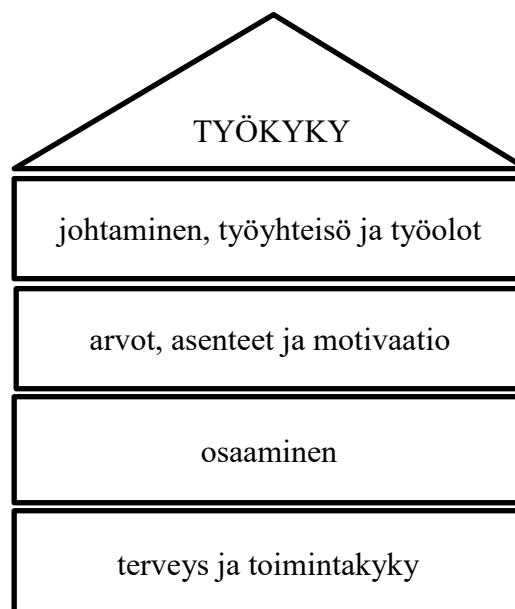 TYÖKYKY
johtaminen, työyhteisö ja työolot
arvot, asenteet ja motivaatio
osaaminen
terveys ja toimintakyky